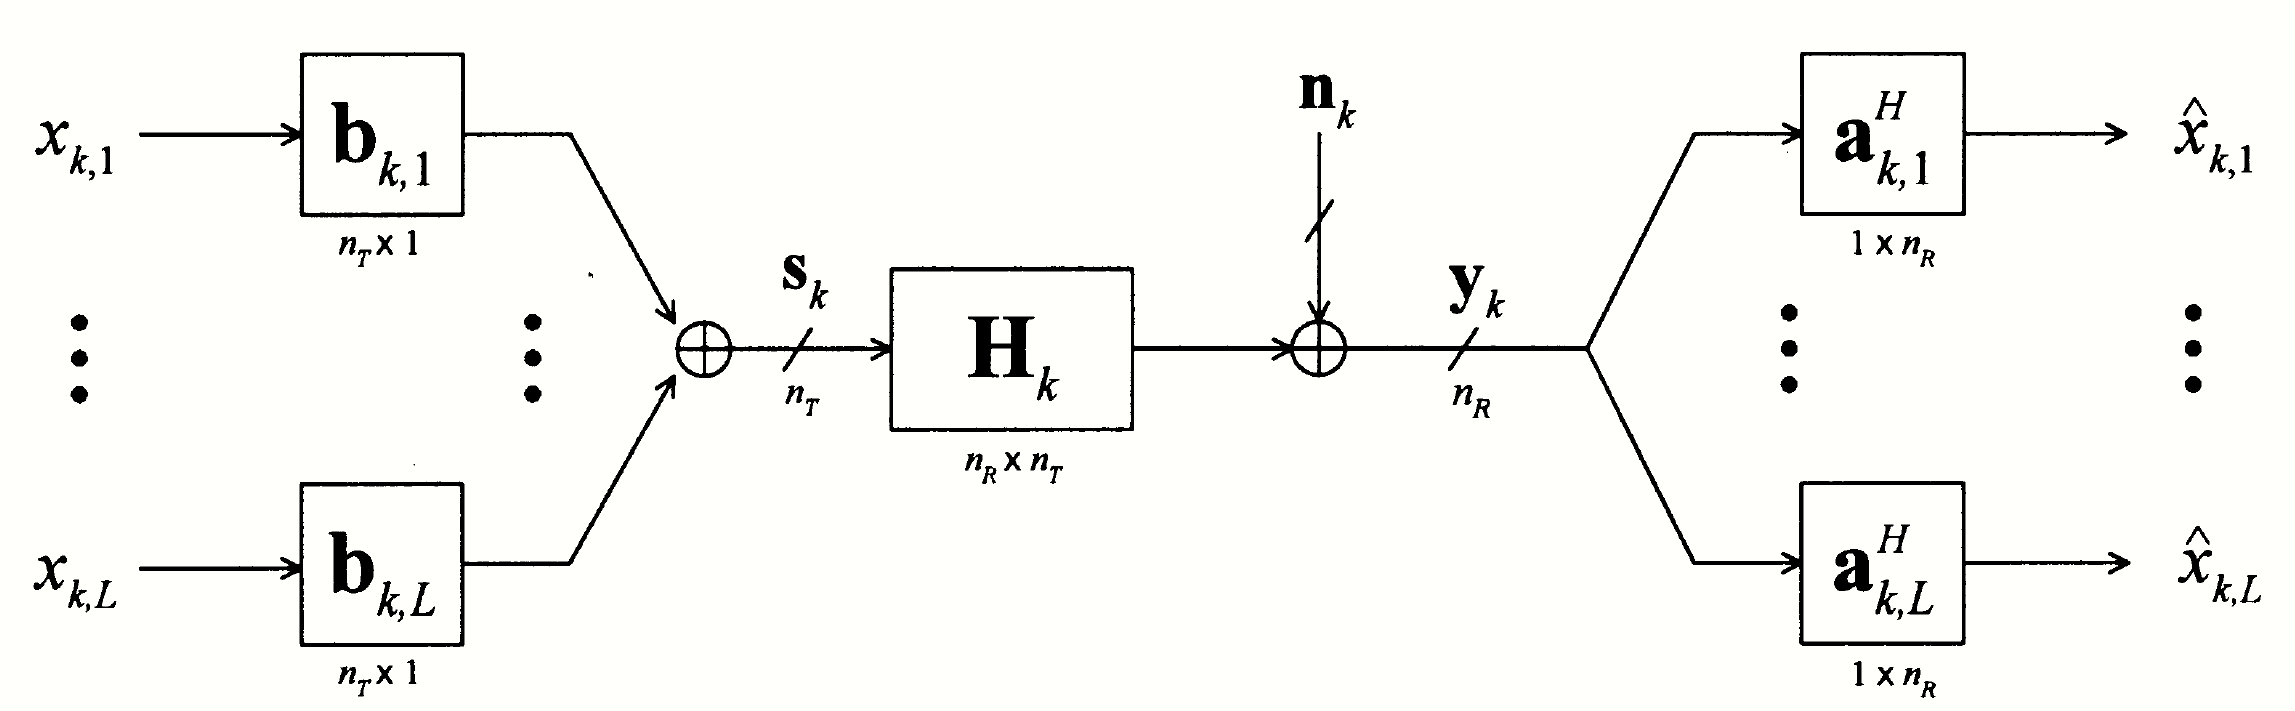 x_{k,1}
b_{k,1}
n_T × 1
s_k
n_T
H_k
n_R × n_T
n_k
y_k
n_R
a^H_{k,1}
1 × n_R
x̂_{k,1}
x_{k,L}
b_{k,L}
n_T × 1
a^H_{k,L}
1 × n_R
x̂_{k,L}